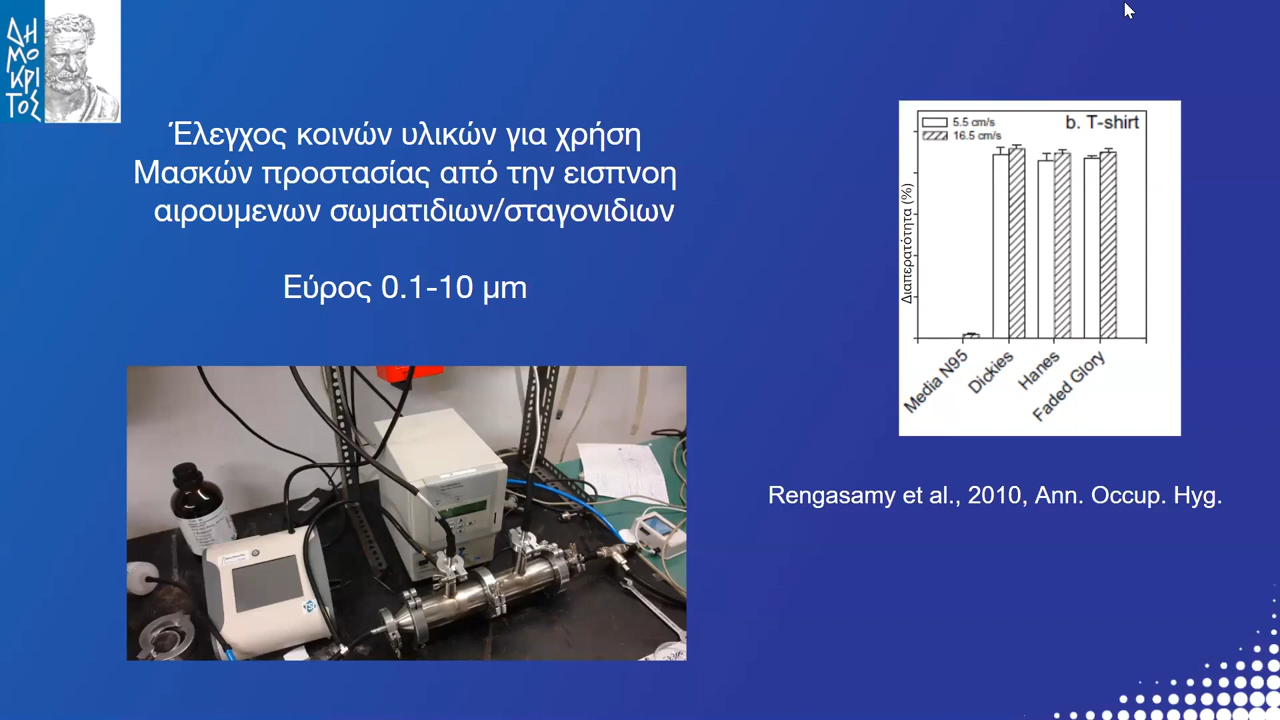 ΔΗ
ΜΟ
ΚΡΙ
ΤΟΣ
Έλεγχος κοινών υλικών για χρήση
Μασκών προστασίας από την εισπνοη
αιρουμενων σωματιδιων/σταγονιδιων
Εύρος 0.1-10 μm
5.5 cm/s
16.5 cm/s
b. T-shirt
Διαπερατότητα (%)
Media N95
Dickies
Hanes
Faded Glory
Rengasamy et al., 2010, Ann. Occup. Hyg.